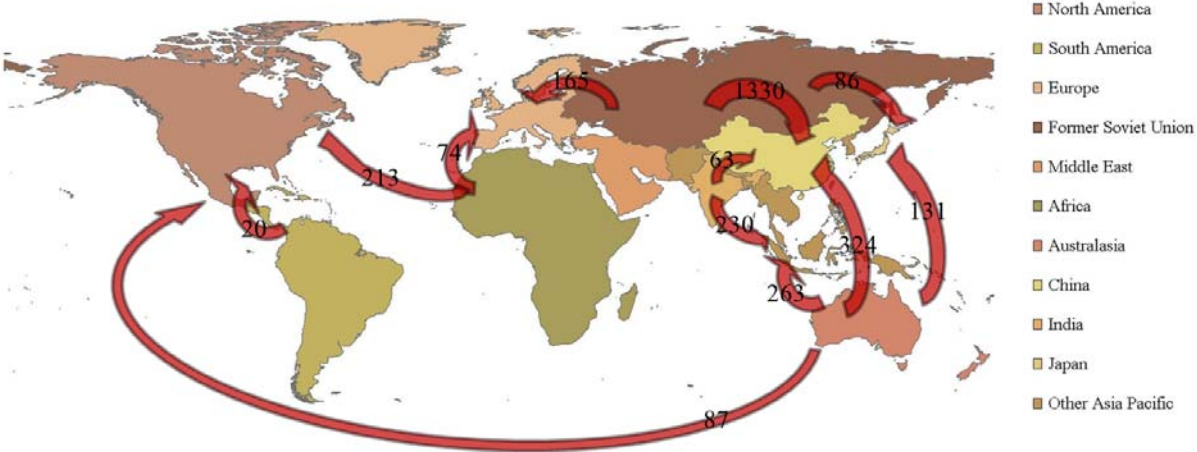 North America
South America
Europe
Former Soviet Union
Middle East
Africa
Australasia
China
India
Japan
Other Asia Pacific
165
1330
86
74
63
213
20
230
131
324
263
87